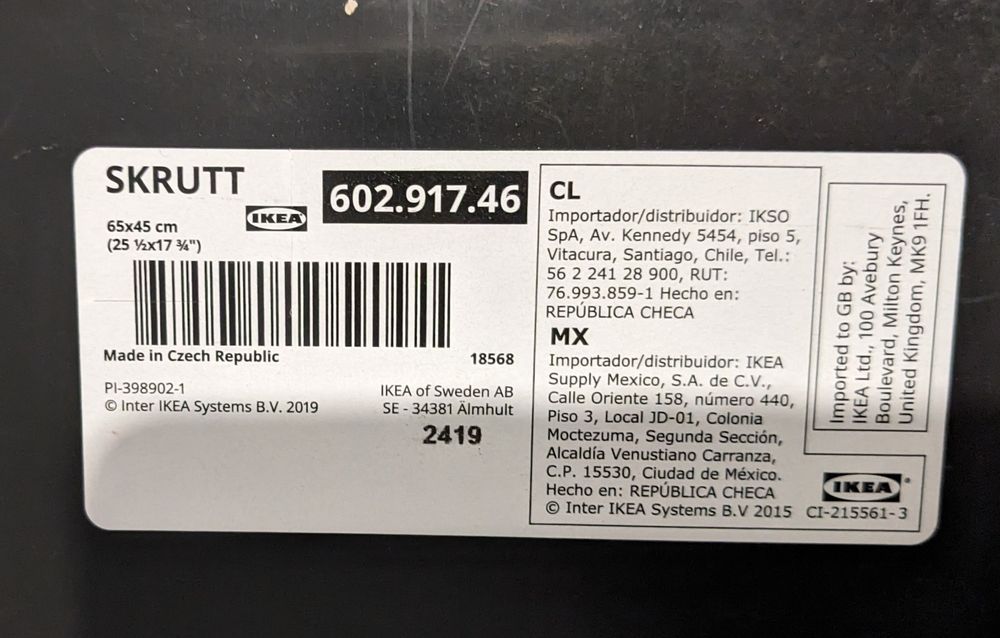 SKRUTT
602.917.46
IKEA
65x45 cm
(25 ½x17 ¾")
Made in Czech Republic
18568
PI-398902-1
© Inter IKEA Systems B.V. 2019
IKEA of Sweden AB
SE - 34381 Älmhult
2419
CL
Importador/distribuidor: IKSO
SpA, Av. Kennedy 5454, piso 5,
Vitacura, Santiago, Chile, Tel.:
56 2 241 28 900, RUT:
76.993.859-1 Hecho en:
REPÚBLICA CHECA
MX
Importador/distribuidor: IKEA
Supply Mexico, S.A. de C.V.,
Calle Oriente 158, número 440,
Piso 3, Local JD-01, Colonia
Moctezuma, Segunda Sección,
Alcaldía Venustiano Carranza,
C.P. 15530, Ciudad de México.
Hecho en: REPÚBLICA CHECA
© Inter IKEA Systems B.V 2015
Imported to GB by:
IKEA Ltd., 100 Avebury
Boulevard, Milton Keynes,
United Kingdom, MK9 1FH.
IKEA
CI-215561-3